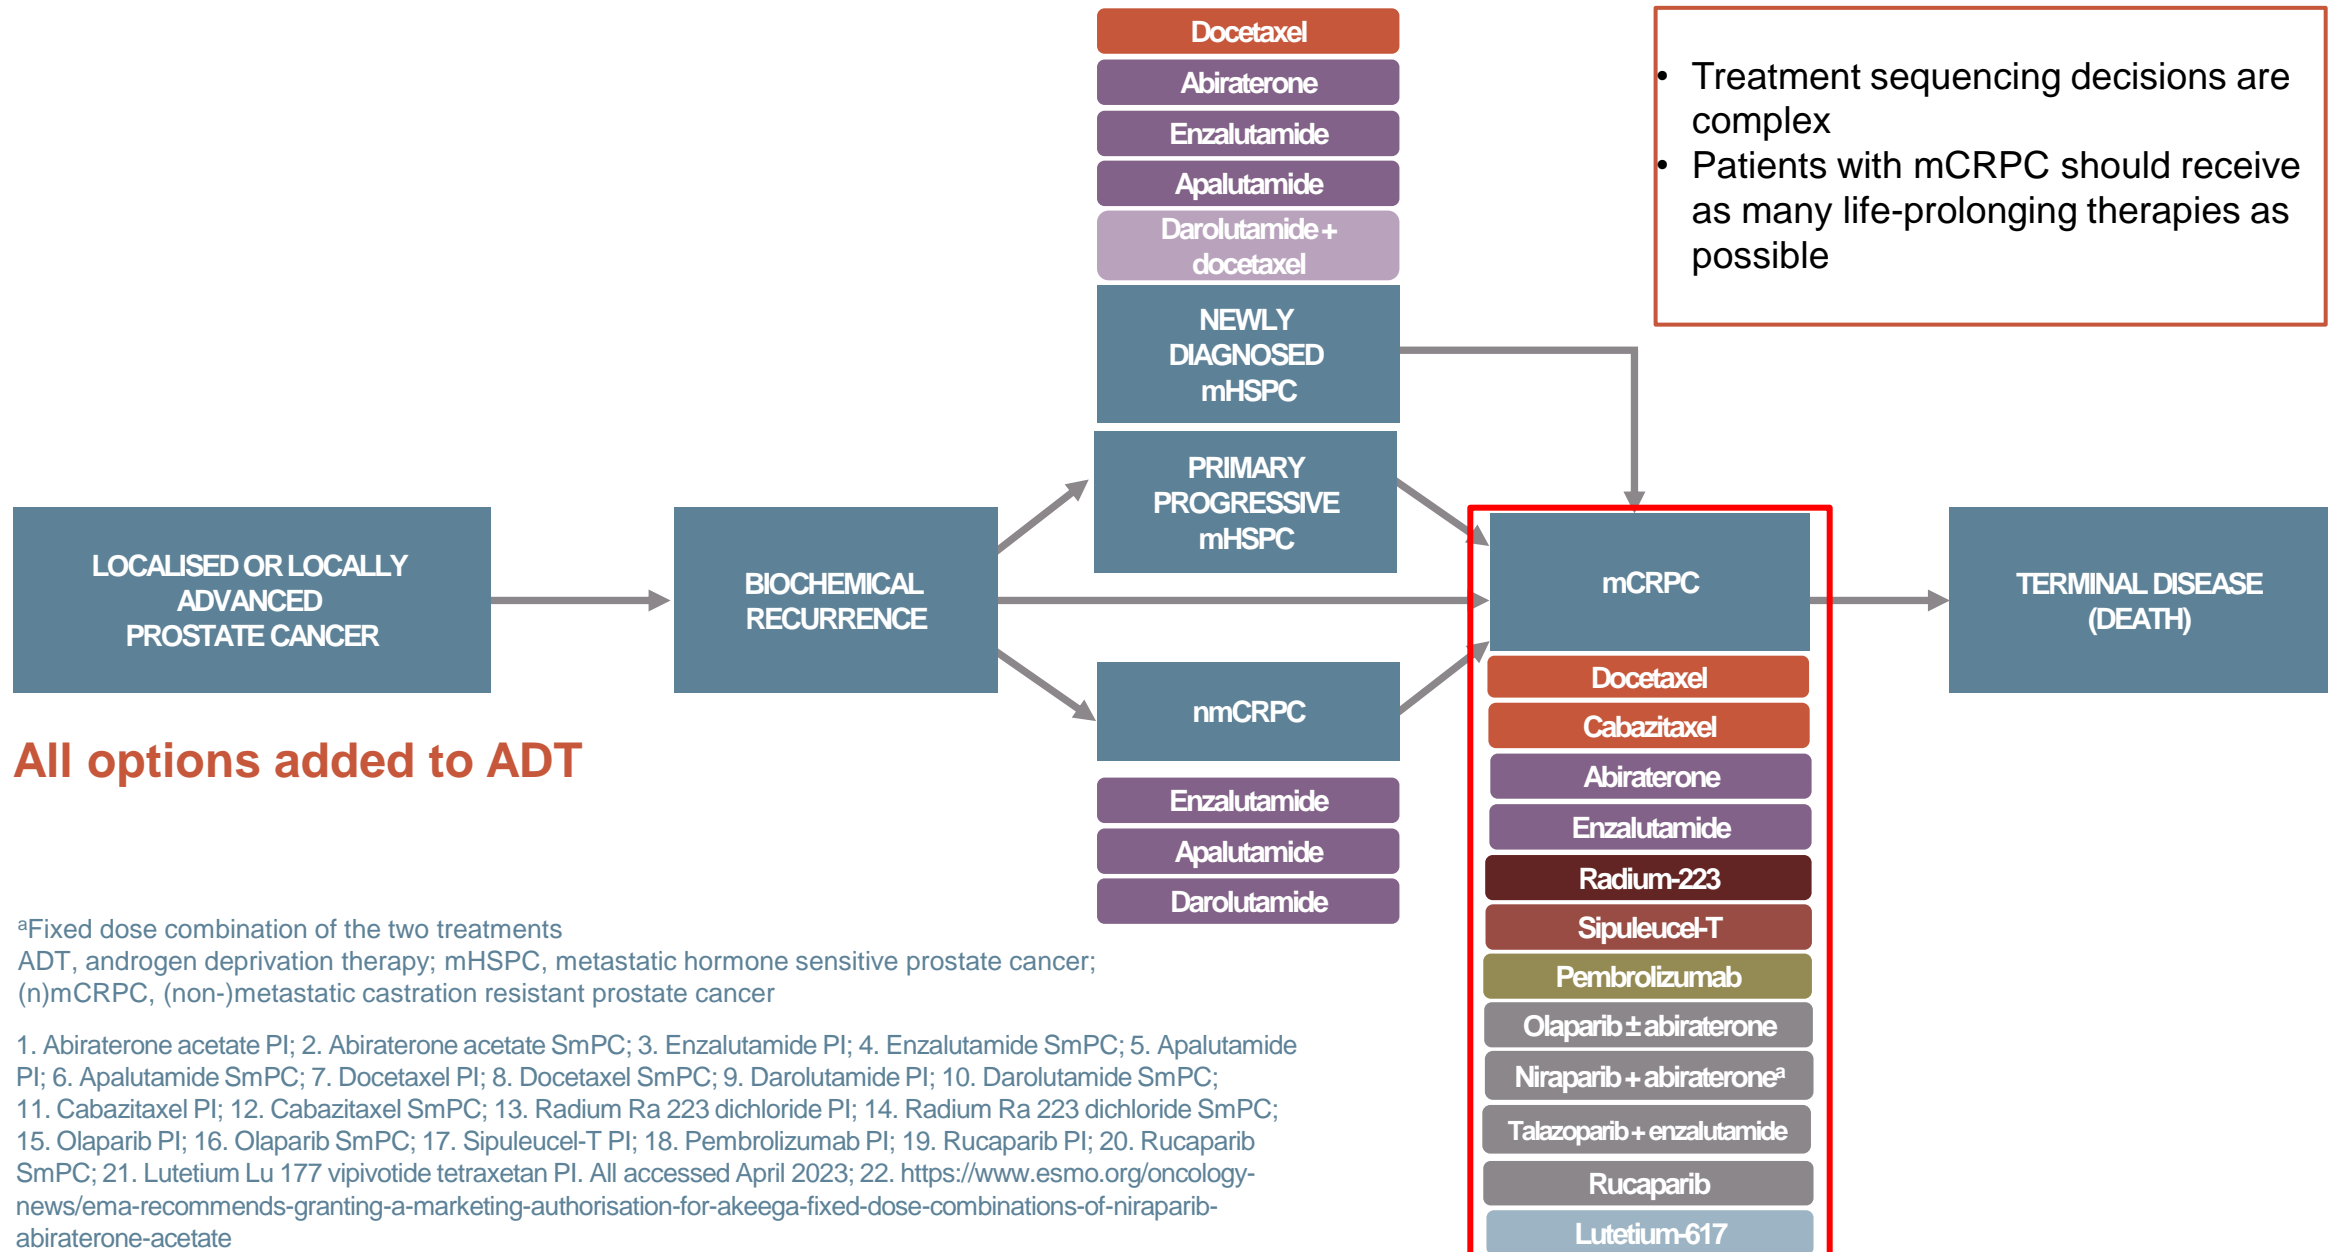 Docetaxel
Abiraterone
Enzalutamide
Apalutamide
Darolutamide +
docetaxel
NEWLY
DIAGNOSED
mHSPC
• Treatment sequencing decisions are
complex
• Patients with mCRPC should receive
as many life-prolonging therapies as
possible
PRIMARY
PROGRESSIVE
mHSPC
LOCALISED OR LOCALLY
ADVANCED
PROSTATE CANCER
BIOCHEMICAL
RECURRENCE
mCRPC
TERMINAL DISEASE
(DEATH)
nmCRPC
Enzalutamide
Apalutamide
Darolutamide
Docetaxel
Cabazitaxel
Abiraterone
Enzalutamide
Radium-223
Sipuleucel-T
Pembrolizumab
Olaparib ± abiraterone
Niraparib + abirateroneᵃ
Talazoparib + enzalutamide
Rucaparib
Lutetium-617
All options added to ADT
ᵃFixed dose combination of the two treatments
ADT, androgen deprivation therapy; mHSPC, metastatic hormone sensitive prostate cancer;
(n)mCRPC, (non-)metastatic castration resistant prostate cancer
1. Abiraterone acetate PI; 2. Abiraterone acetate SmPC; 3. Enzalutamide PI; 4. Enzalutamide SmPC; 5. Apalutamide
PI; 6. Apalutamide SmPC; 7. Docetaxel PI; 8. Docetaxel SmPC; 9. Darolutamide PI; 10. Darolutamide SmPC;
11. Cabazitaxel PI; 12. Cabazitaxel SmPC; 13. Radium Ra 223 dichloride PI; 14. Radium Ra 223 dichloride SmPC;
15. Olaparib PI; 16. Olaparib SmPC; 17. Sipuleucel-T PI; 18. Pembrolizumab PI; 19. Rucaparib PI; 20. Rucaparib
SmPC; 21. Lutetium Lu 177 vipivotide tetraxetan PI. All accessed April 2023; 22. https://www.esmo.org/oncology-
news/ema-recommends-granting-a-marketing-authorisation-for-akeega-fixed-dose-combinations-of-niraparib-
abiraterone-acetate